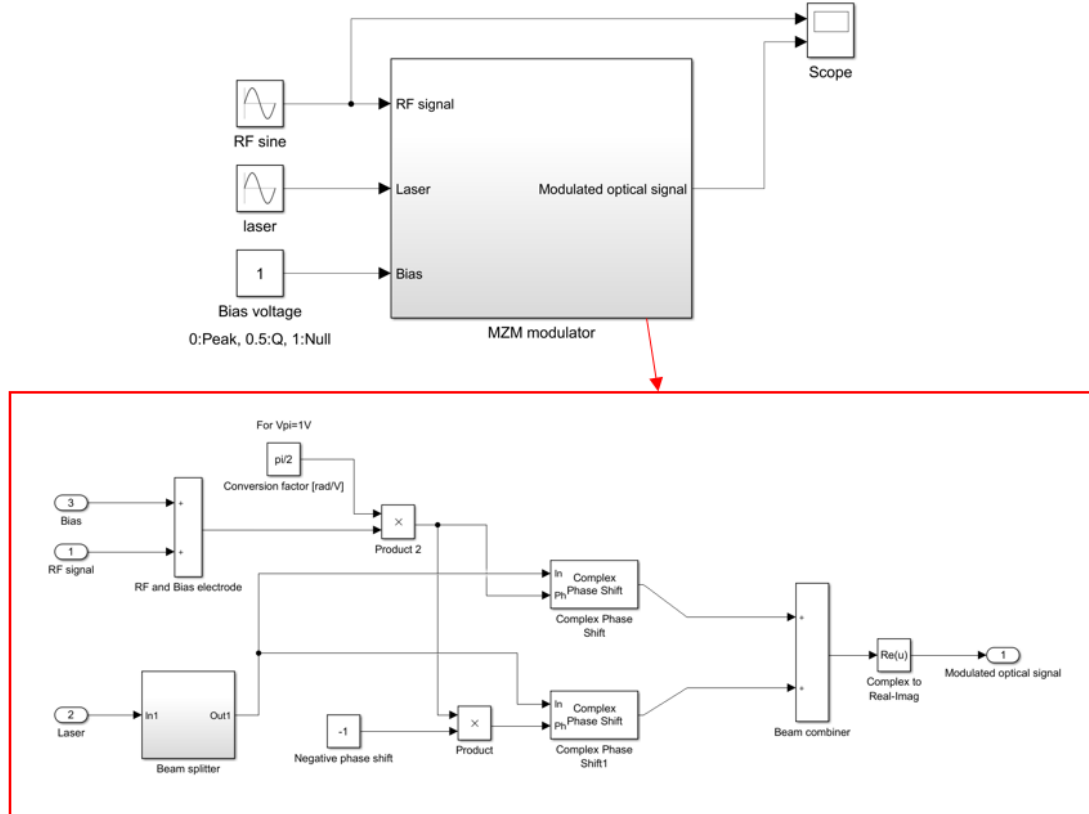 Scope
RF sine
RF signal
laser
Laser
Modulated optical signal
1
Bias
Bias voltage
0:Peak, 0.5:Q, 1:Null
MZM modulator
For Vpi=1V
pi/2
Conversion factor [rad/V]
3
Bias
+
1
RF signal
+
RF and Bias electrode
×
Product 2
In
Ph
Complex
Phase Shift
Complex Phase
Shift
+
Re(u)
Complex to
Real-Imag
1
Modulated optical signal
2
Laser
In1
Out1
Beam splitter
-1
Negative phase shift
×
Product
In
Ph
Complex
Phase Shift
Complex Phase
Shift1
+
Beam combiner